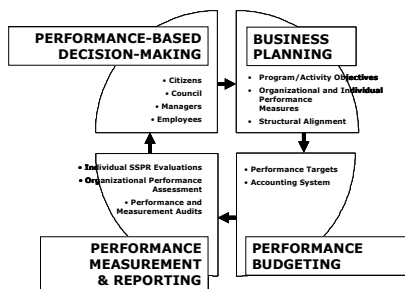 PERFORMANCE-BASED
DECISION-MAKING
• Citizens
• Council
• Managers
• Employees
BUSINESS
PLANNING
• Program/Activity Objectives
• Organizational and Individual
Performance
Measures
• Structural Alignment
• Individual SSPR Evaluations
• Organizational Performance
Assessment
• Performance and
Measurement Audits
PERFORMANCE
MEASUREMENT
& REPORTING
• Performance Targets
• Accounting System
PERFORMANCE
BUDGETING